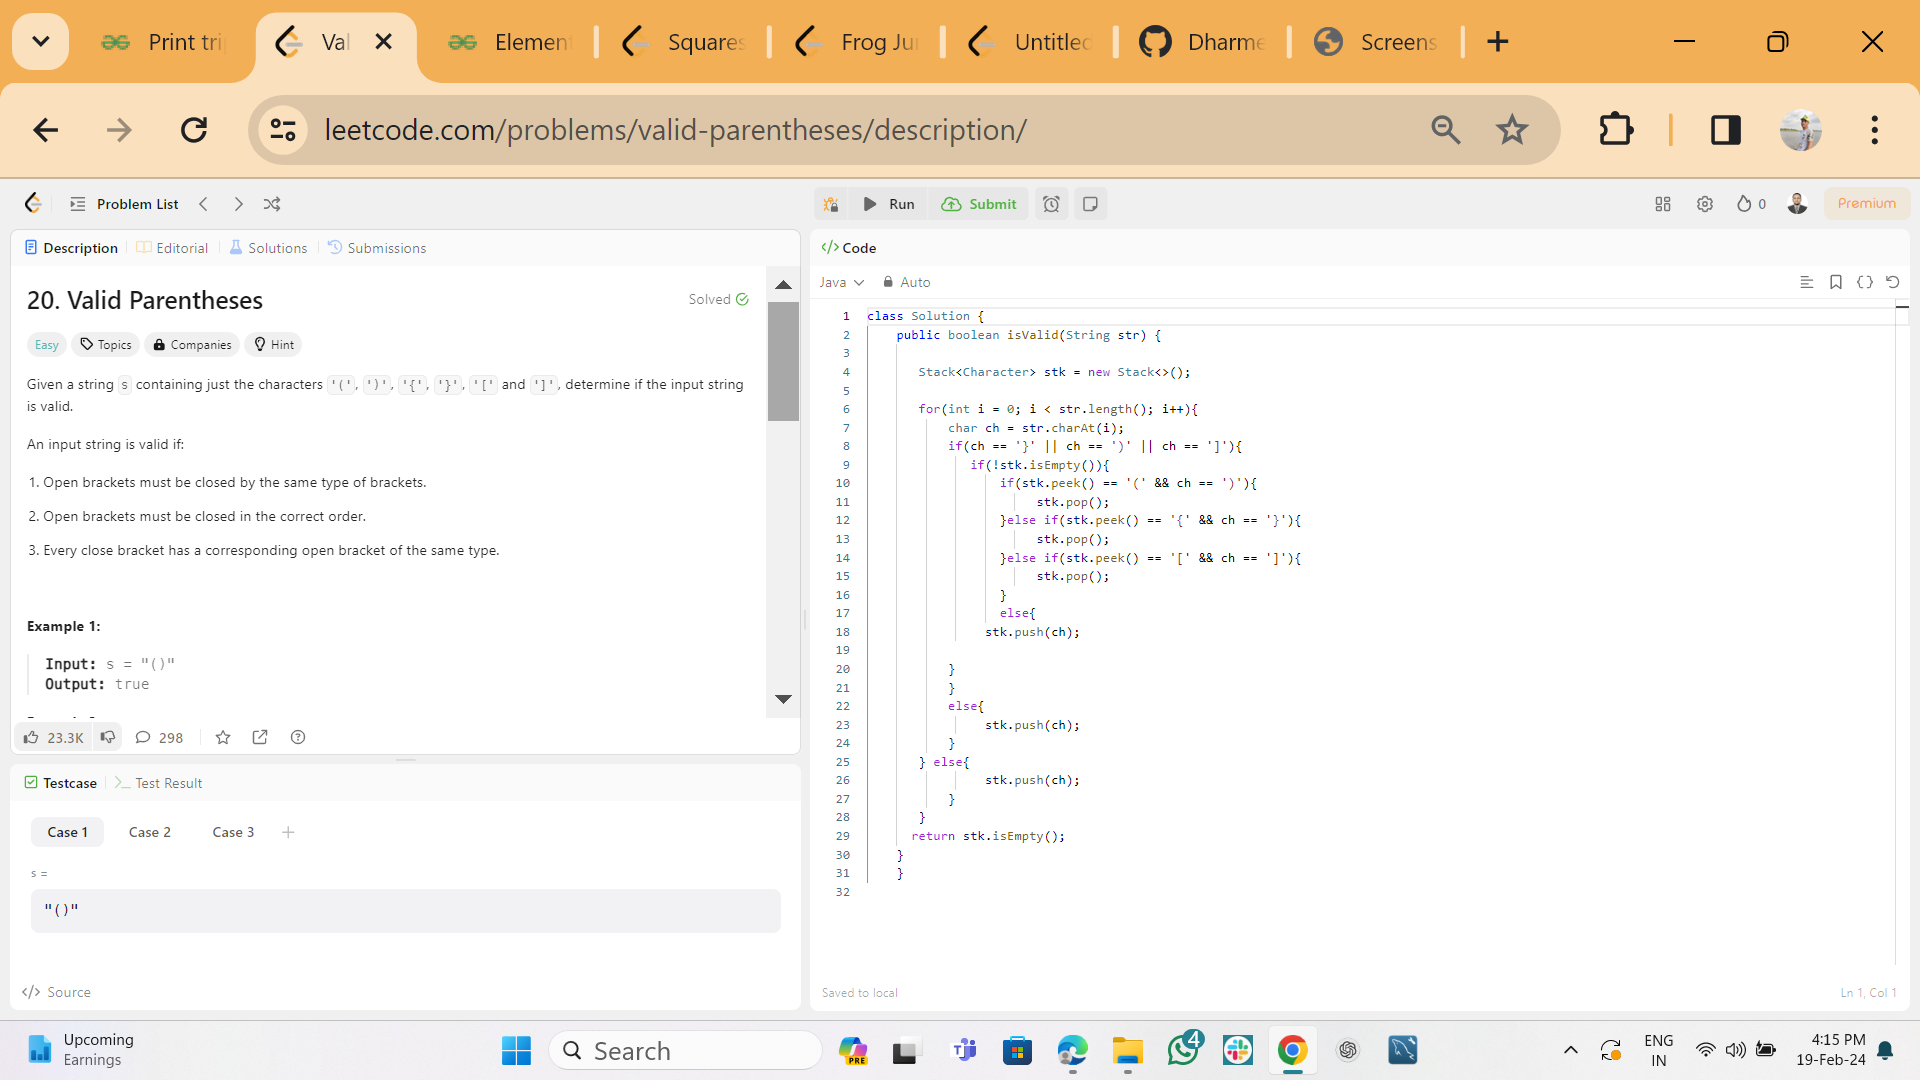 Print tri
Val
Element
Squares
Frog Ju
Untitled
Dharme
Screens
leetcode.com/problems/valid-parentheses/description/
Problem List
Run
Submit
0
Premium
Description
Editorial
Solutions
Submissions
20. Valid Parentheses
Solved
Easy
Topics
Companies
Hint
Given a string s containing just the characters '(', ')', '{', '}', '[' and ']', determine if the input string
is valid.
An input string is valid if:
1. Open brackets must be closed by the same type of brackets.
2. Open brackets must be closed in the correct order.
3. Every close bracket has a corresponding open bracket of the same type.
Example 1:
Input: s = "()"
Output: true
23.3K
298
Testcase
Test Result
Case 1
Case 2
Case 3
s =
"()"
</> Source
</> Code
Java
Auto
1 class Solution {
2 public boolean isValid(String str) {
3
4 Stack<Character> stk = new Stack<>();
5
6 for(int i = 0; i < str.length(); i++){
7 char ch = str.charAt(i);
8 if(ch == '}' || ch == ')' || ch == ']'){
9 if(!stk.isEmpty()){
10 if(stk.peek() == '(' && ch == ')'){
11 stk.pop();
12 }else if(stk.peek() == '{' && ch == '}'){
13 stk.pop();
14 }else if(stk.peek() == '[' && ch == ']'){
15 stk.pop();
16 }
17 else{
18 stk.push(ch);
19
20 }
21 }
22 else{
23 stk.push(ch);
24 }
25 } else{
26 stk.push(ch);
27 }
28 }
29 return stk.isEmpty();
30 }
31 }
32
Saved to local
Ln 1, Col 1
Upcoming
Earnings
Search
PRE
4
ENG
IN
4:15 PM
19-Feb-24